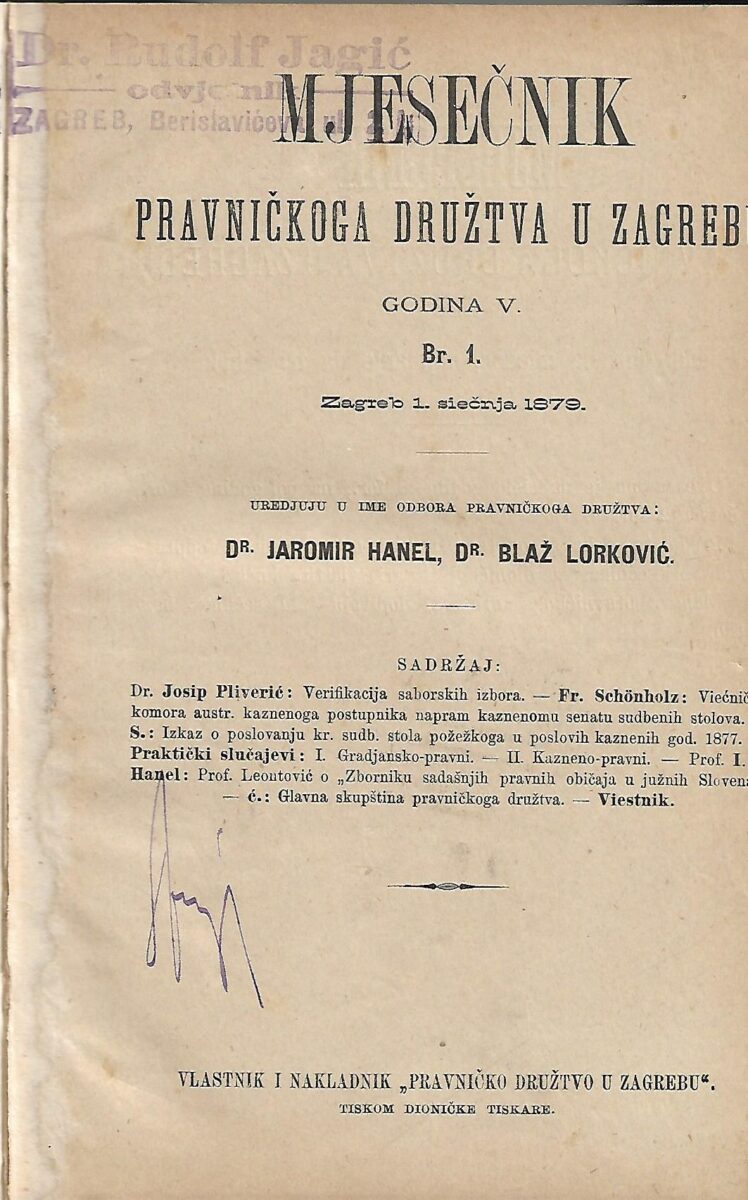 Dr. Rudolf Jagić
odvjetnik
ZAGREB, Berislavićeva ul.
MJESEČNIK
PRAVNIČKOGA DRUŽTVA U ZAGREBU
GODINA V.
Br. 1.
Zagreb 1. siečnja 1879.
UREDJUJU U IME ODBORA PRAVNIČKOGA DRUŽTVA:
DR. JAROMIR HANEL, DR. BLAŽ LORKOVIĆ.
SADRŽAJ:
Dr. Josip Pliverić: Verifikacija saborskih izbora. — Fr. Schönholz: Viećnič
komora austr. kaznenoga postupnika napram kaznenomu senatu sudbenih stolova.
S.: Izkaz o poslovanju kr. sudb. stola požežkoga u poslovih kaznenih god. 1877.
Praktički slučajevi: I. Gradjansko-pravni. — II. Kazneno-pravni. — Prof. I.
Hanel: Prof. Leontović o „Zborniku sadašnjih pravnih običaja u južnih Slovena
— ć.: Glavna skupština pravničkoga družtva. — Viestnik.
VLASTNIK I NAKLADNIK „PRAVNIČKO DRUŽTVO U ZAGREBU“.
TISKOM DIONIČKE TISKARE.